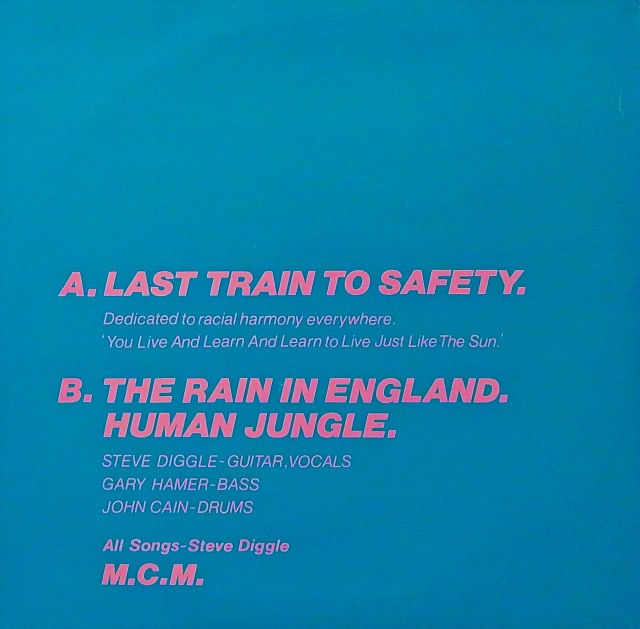 A. LAST TRAIN TO SAFETY.
Dedicated to racial harmony everywhere.
'You Live And Learn And Learn to Live Just Like The Sun.'
B. THE RAIN IN ENGLAND.
HUMAN JUNGLE.
STEVE DIGGLE-GUITAR, VOCALS
GARY HAMER-BASS
JOHN CAIN-DRUMS
All Songs-Steve Diggle
M.C.M.